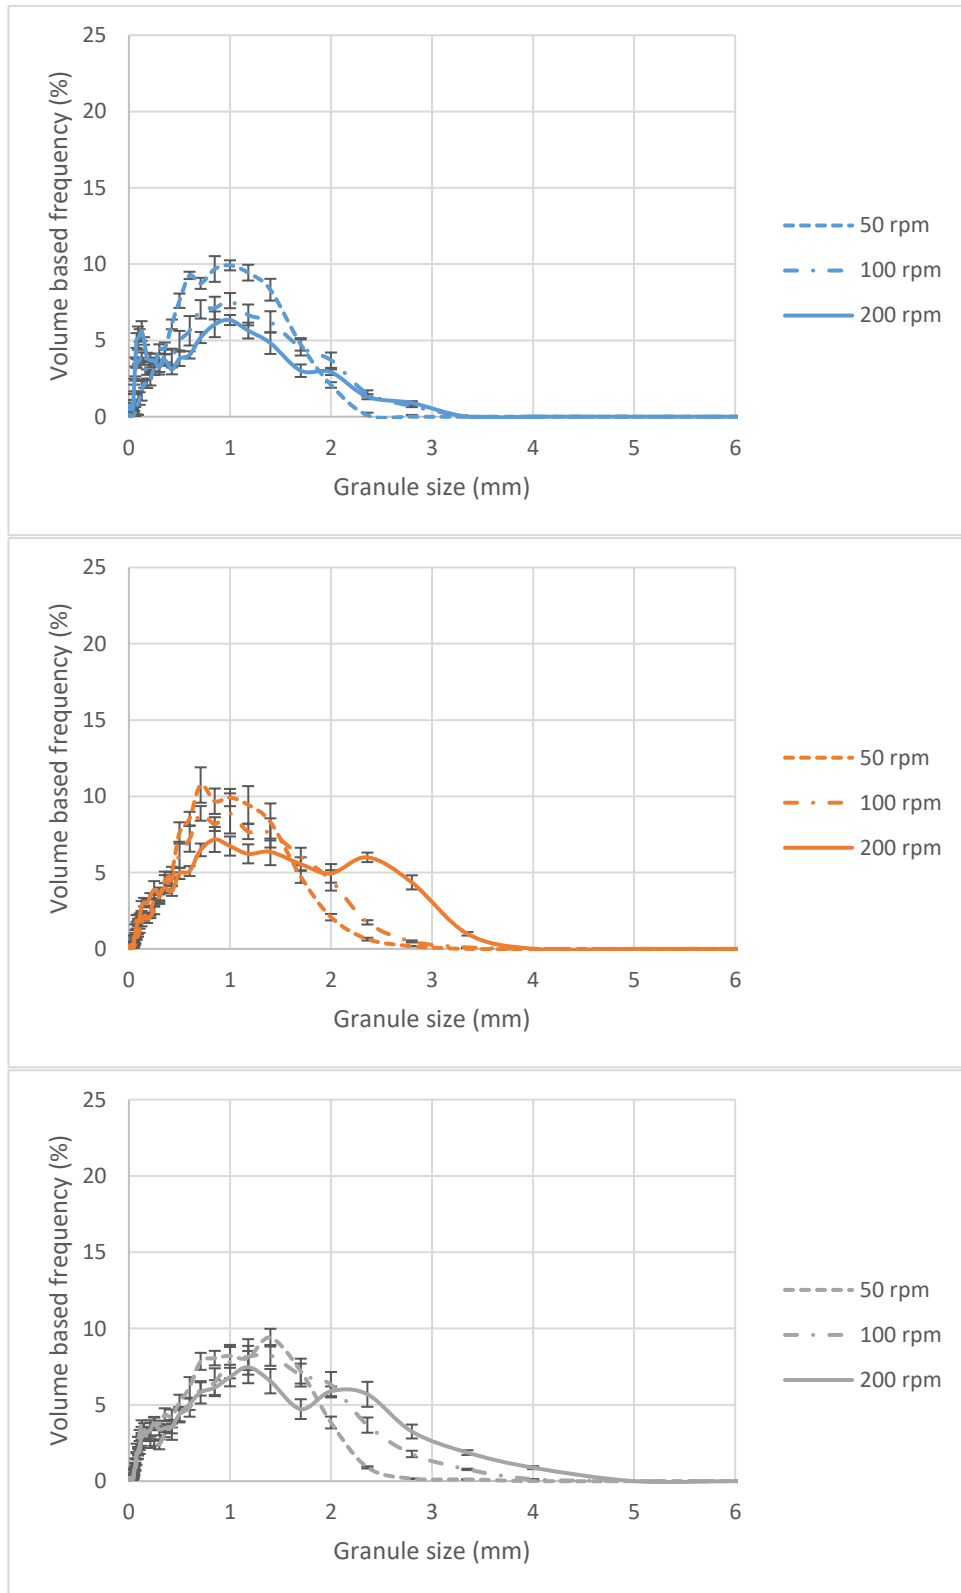 Volume based frequency (%)
25
20
15
10
5
0
0 1 2 3 4 5 6
Granule size (mm)
50 rpm
100 rpm
200 rpm
Volume based frequency (%)
25
20
15
10
5
0
0 1 2 3 4 5 6
Granule size (mm)
50 rpm
100 rpm
200 rpm
Volume based frequency (%)
25
20
15
10
5
0
0 1 2 3 4 5 6
Granule size (mm)
50 rpm
100 rpm
200 rpm